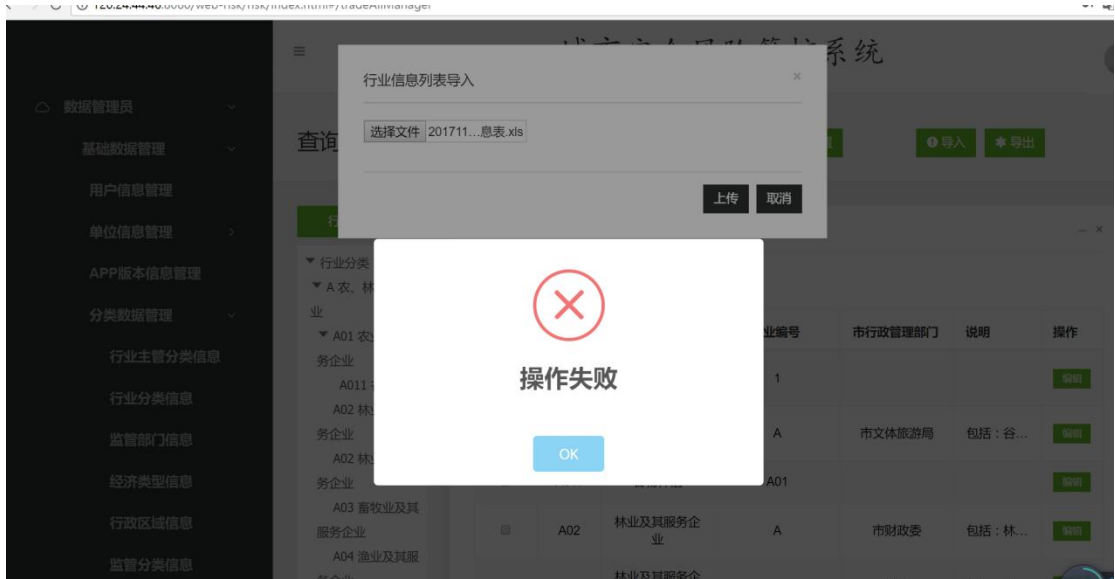 数据管理员
基础数据管理
用户信息管理
单位信息管理
APP版本信息管理
分类数据管理
行业主管分类信息
行业分类信息
监管部门信息
经济类型信息
行政区域信息
监管分类信息
系统
行业信息列表导入
×
选择文件 201711...息表.xls
上传 取消
查询
导入 导出
行业分类
A 农、林
业
A01 农
务企业
A011
A02 林
务企业
A02 林
务企业
A03 畜牧业及其
服务企业
A04 渔业及其服
操作失败
OK
业编号 市行政管理部门 说明 操作
1 编辑
A 市文体旅游局 包括：谷... 编辑
A01 编辑
A02 林业及其服务企
业 A 市财政委 包括：林... 编辑
林业及其服务企